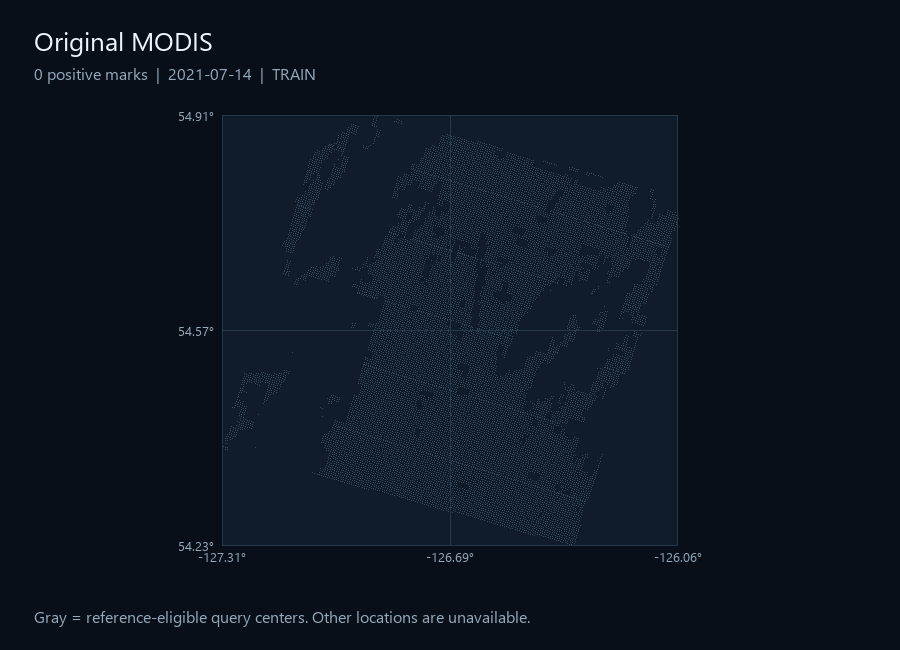 Original MODIS
0 positive marks | 2021-07-14 | TRAIN
54.91°
54.57°
54.23°
-127.31° -126.69° -126.06°
Gray = reference-eligible query centers. Other locations are unavailable.